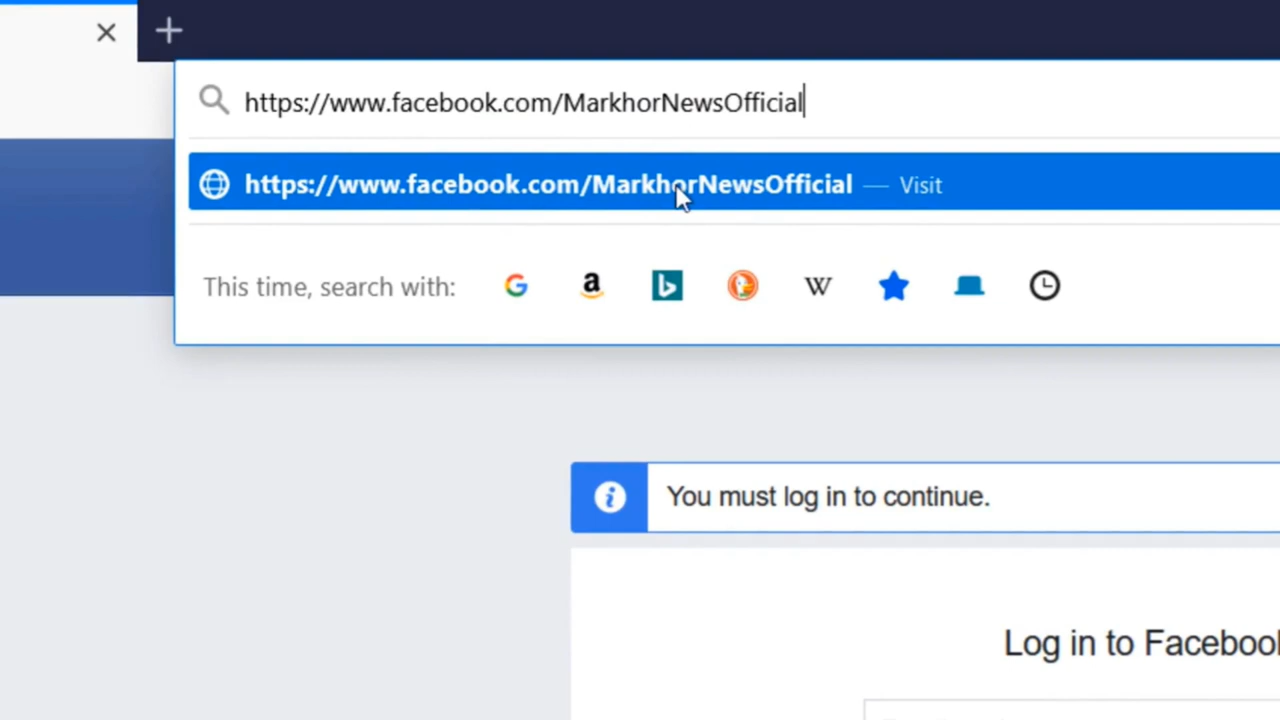 https://www.facebook.com/MarkhorNewsOfficial
https://www.facebook.com/MarkhorNewsOfficial — Visit
This time, search with:
You must log in to continue.
Log in to Facebook